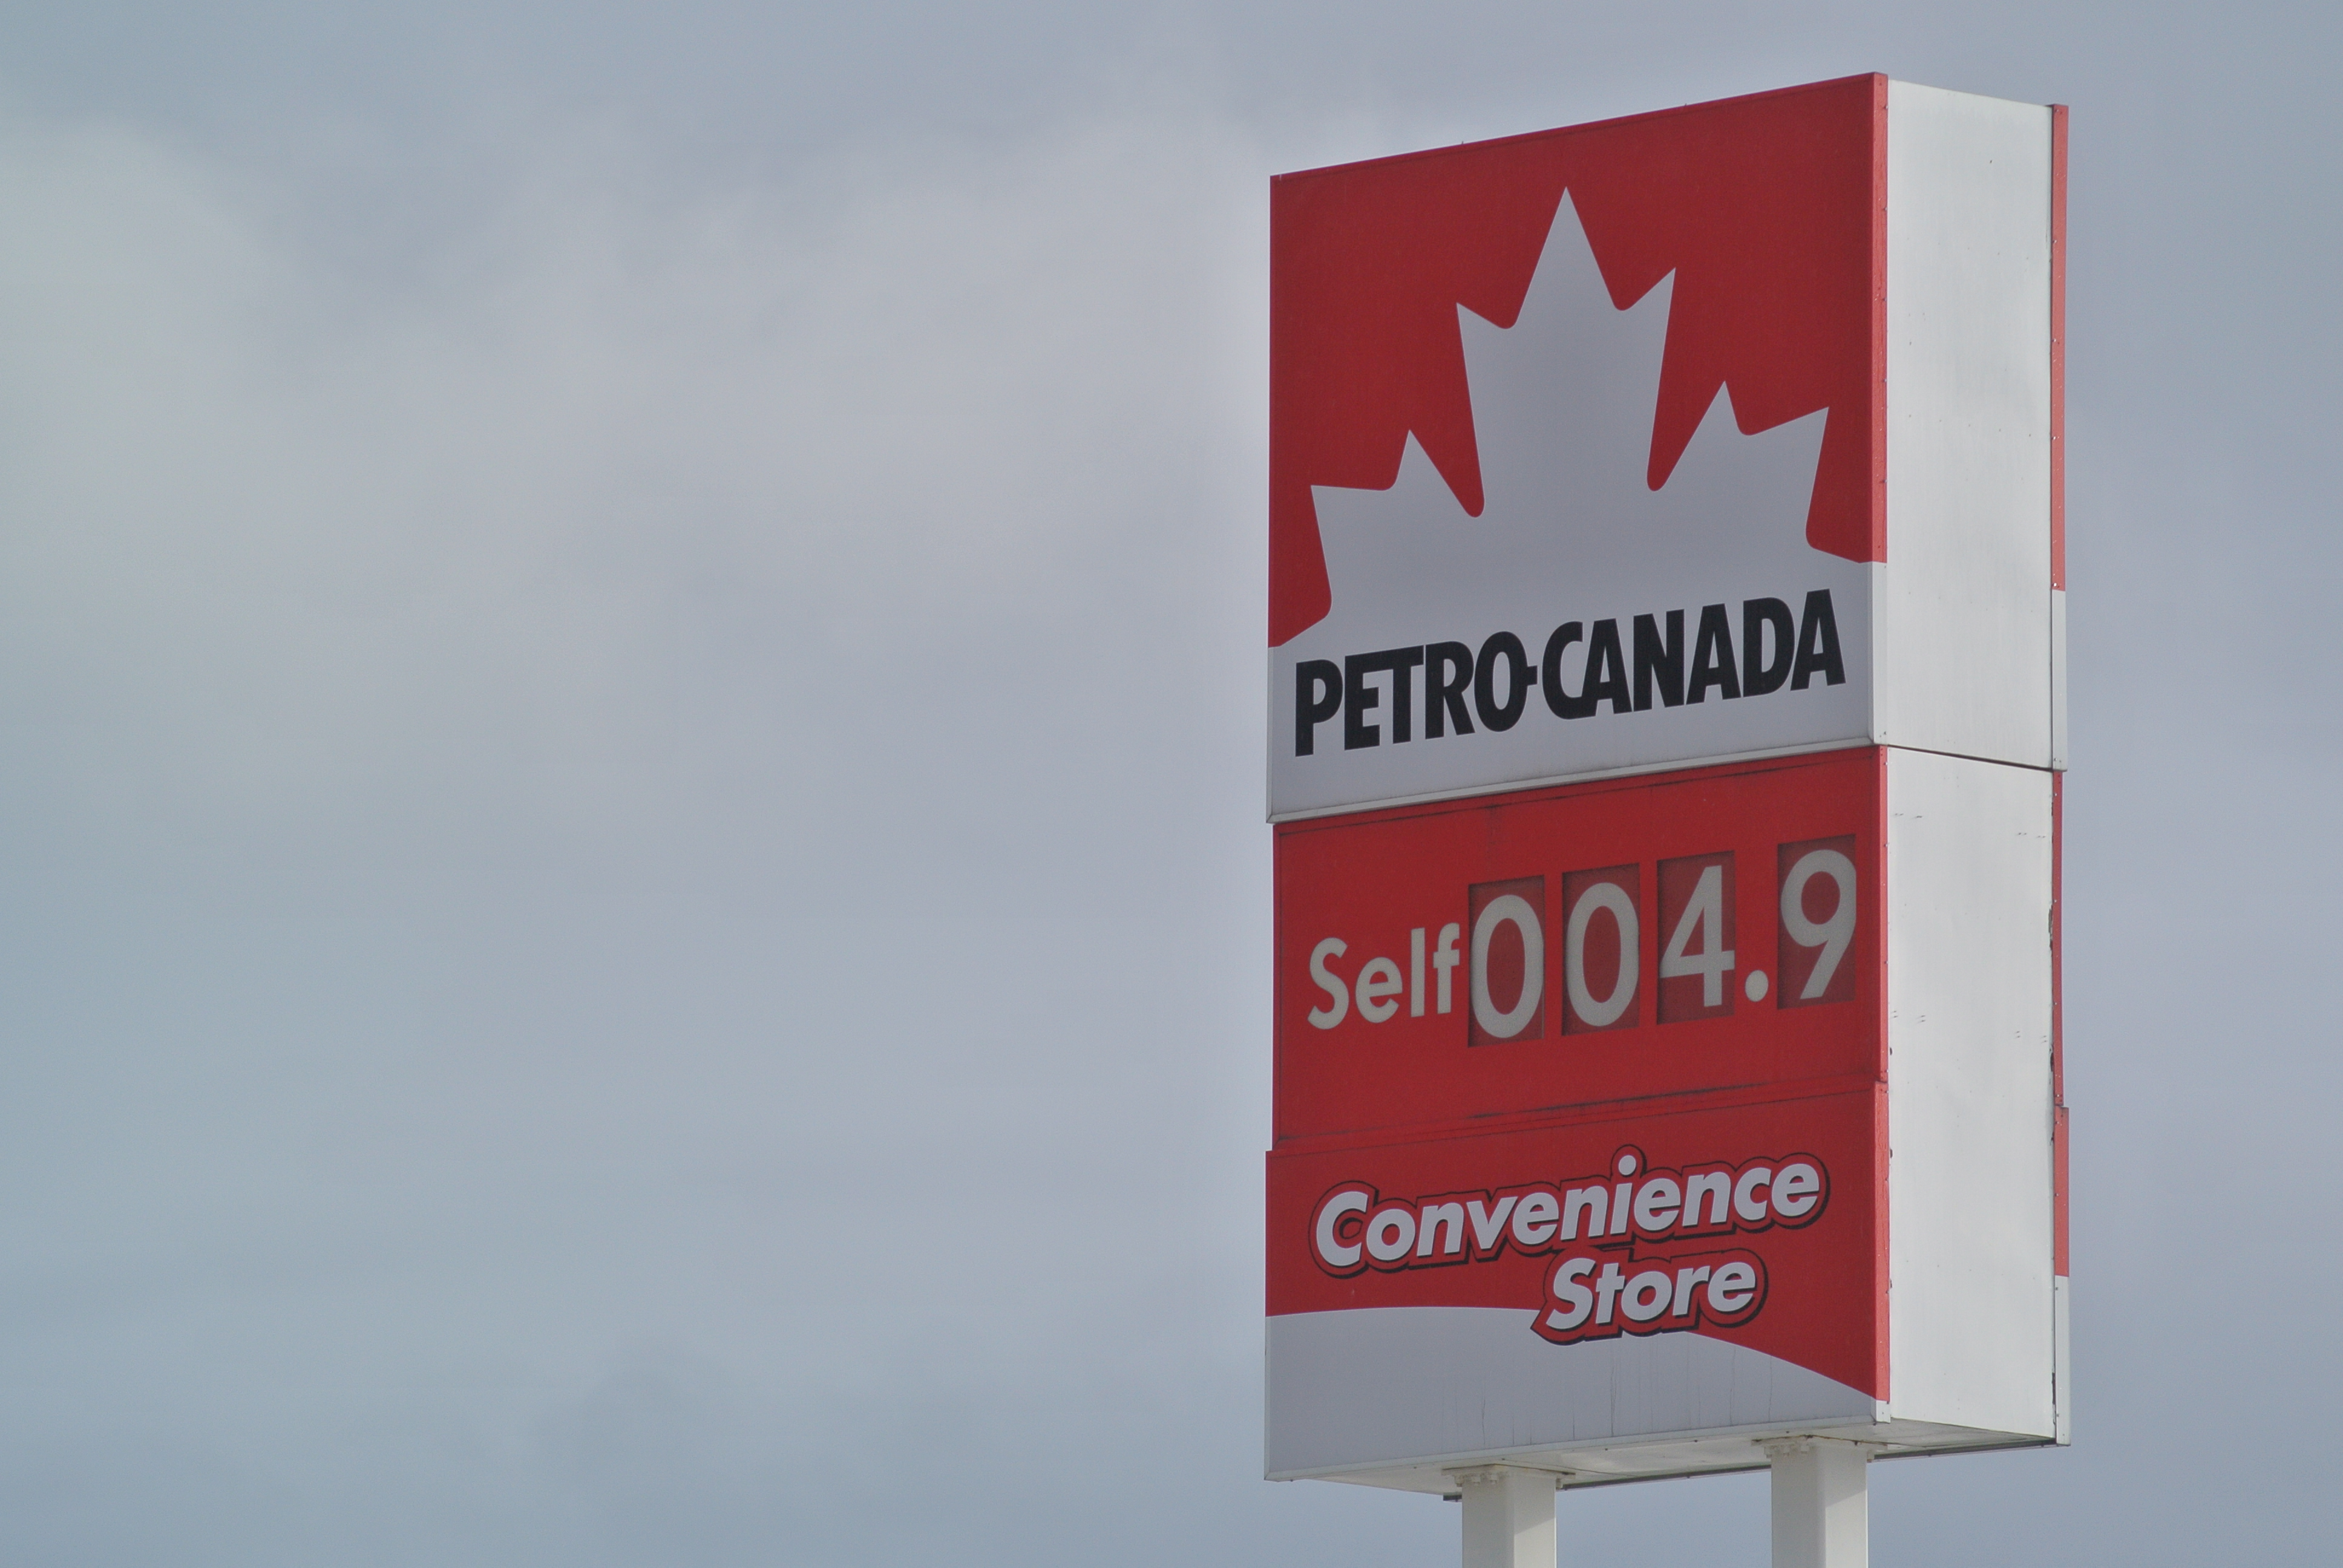 PETRO-CANADA
Self 004.9
Convenience
Store